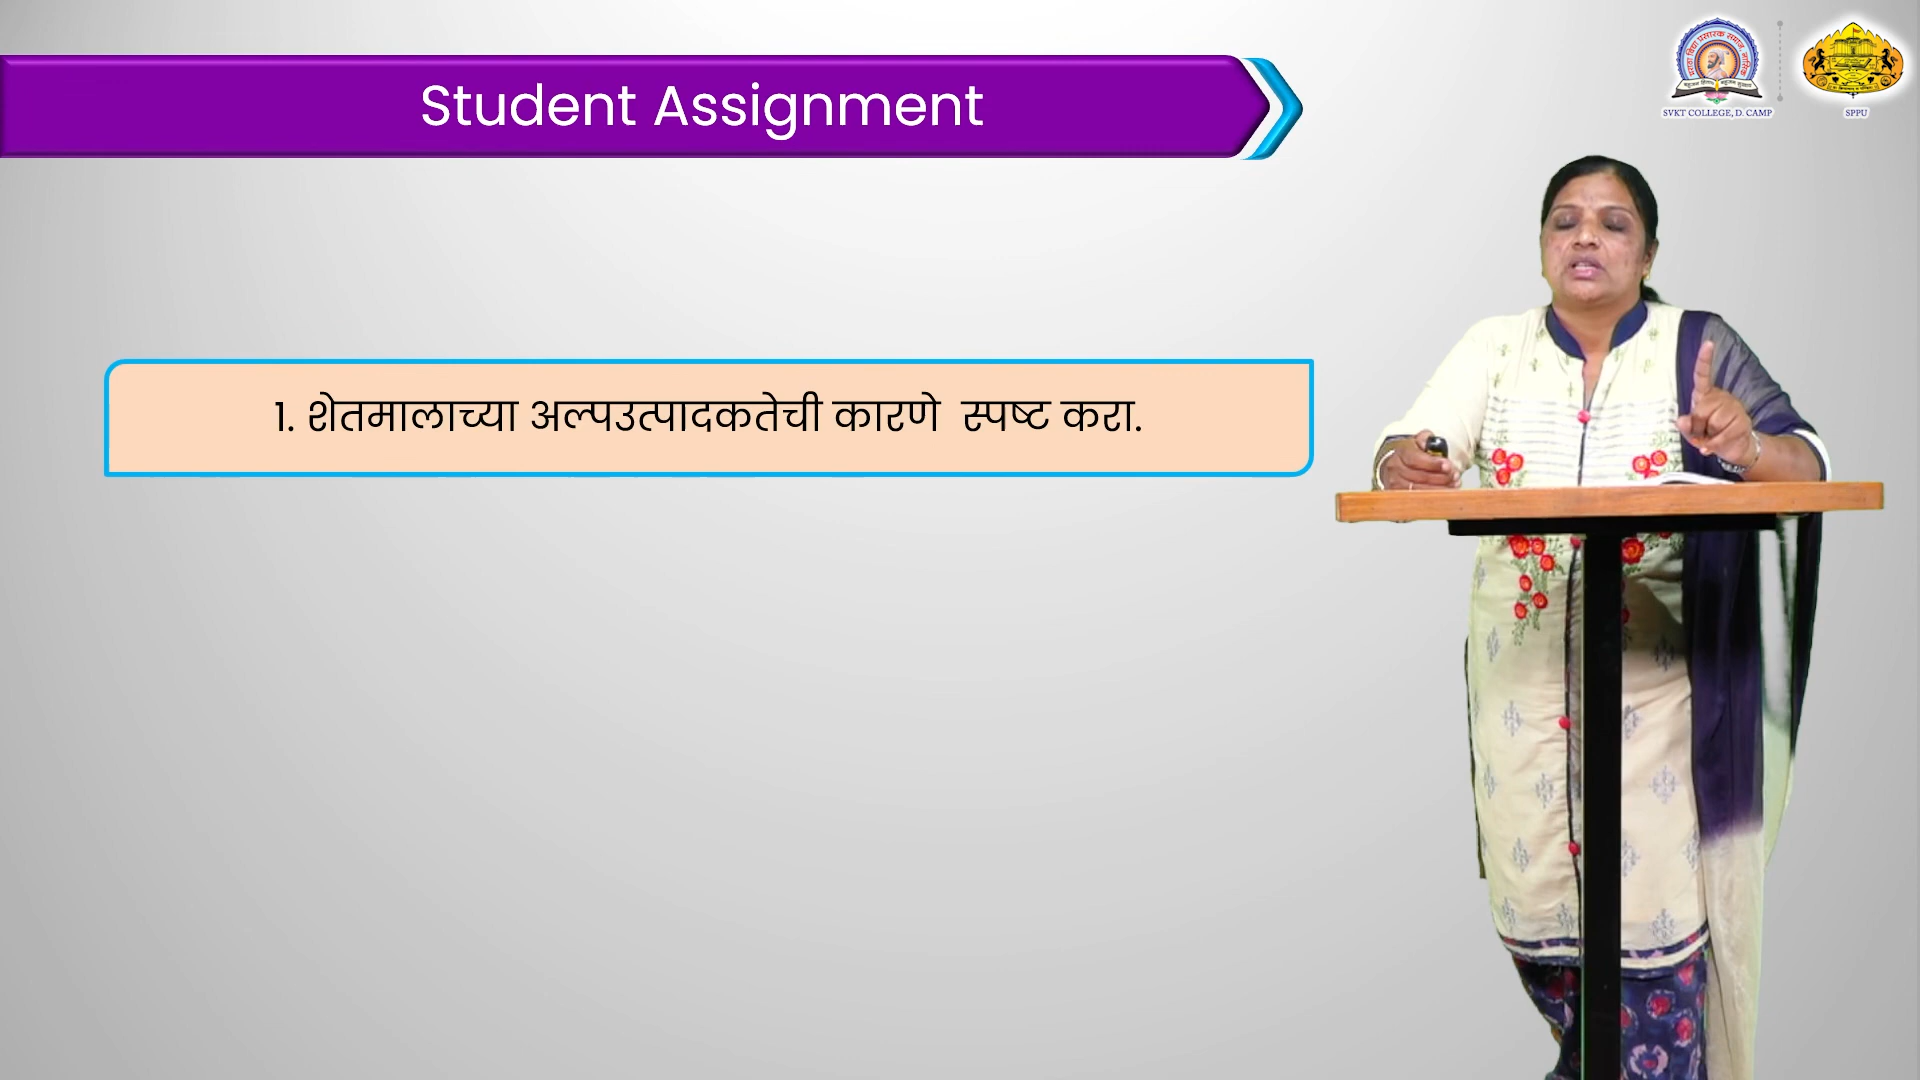 Student Assignment
SVKT COLLEGE, D. CAMP
SPPU
1. शेतमालाच्या अल्पउत्पादकतेची कारणे  स्पष्ट करा.